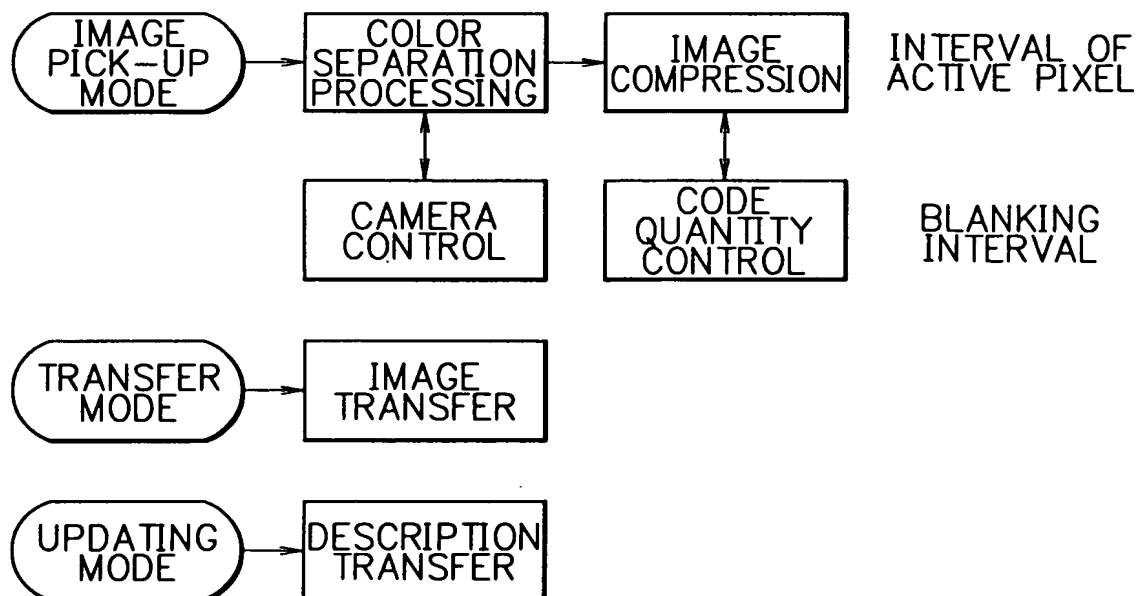 IMAGE
PICK-UP
MODE
COLOR
SEPARATION
PROCESSING
IMAGE
COMPRESSION
INTERVAL OF
ACTIVE PIXEL
CAMERA
CONTROL
CODE
QUANTITY
CONTROL
BLANKING
INTERVAL
TRANSFER
MODE
IMAGE
TRANSFER
UPDATING
MODE
DESCRIPTION
TRANSFER